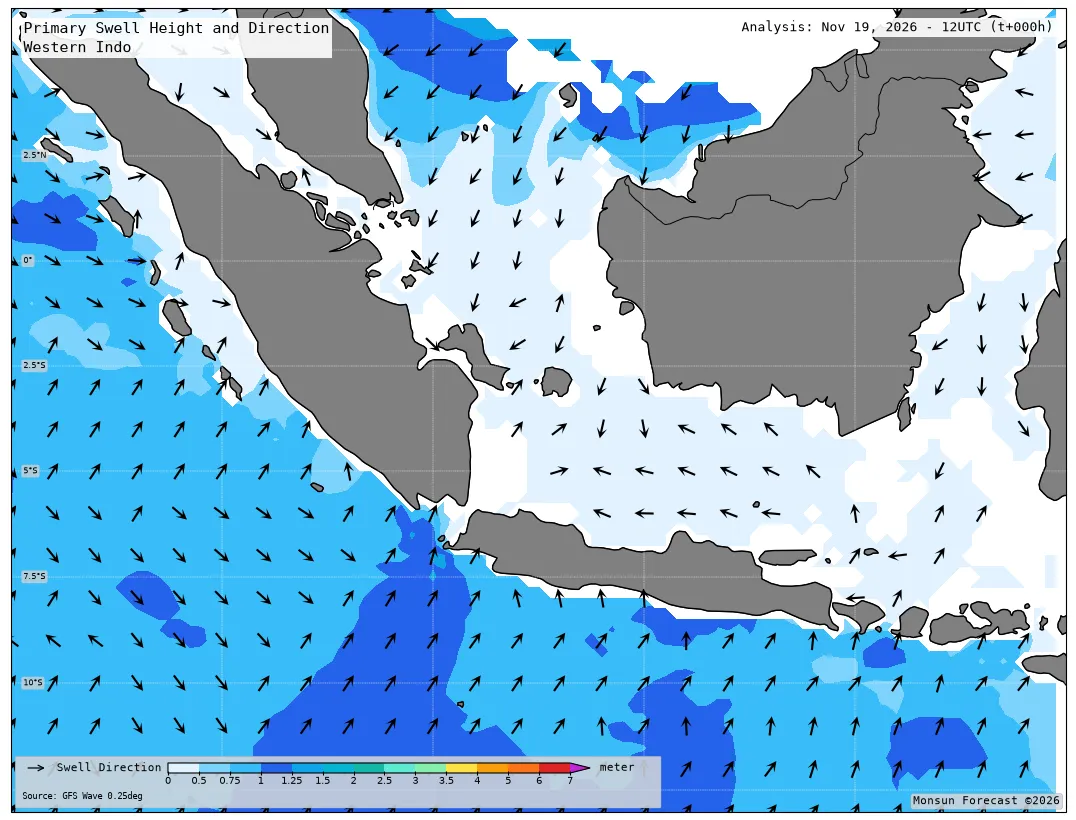 Primary Swell Height and Direction
Western Indo
Analysis: Nov 19, 2026 - 12UTC (t+000h)
2.5°N
0°
2.5°S
5°S
7.5°S
10°S
Swell Direction
0 0.5 0.75 1 1.25 1.5 2 2.5 3 3.5 4 5 6 7
meter
Source: GFS Wave 0.25deg
Monsun Forecast ©2026